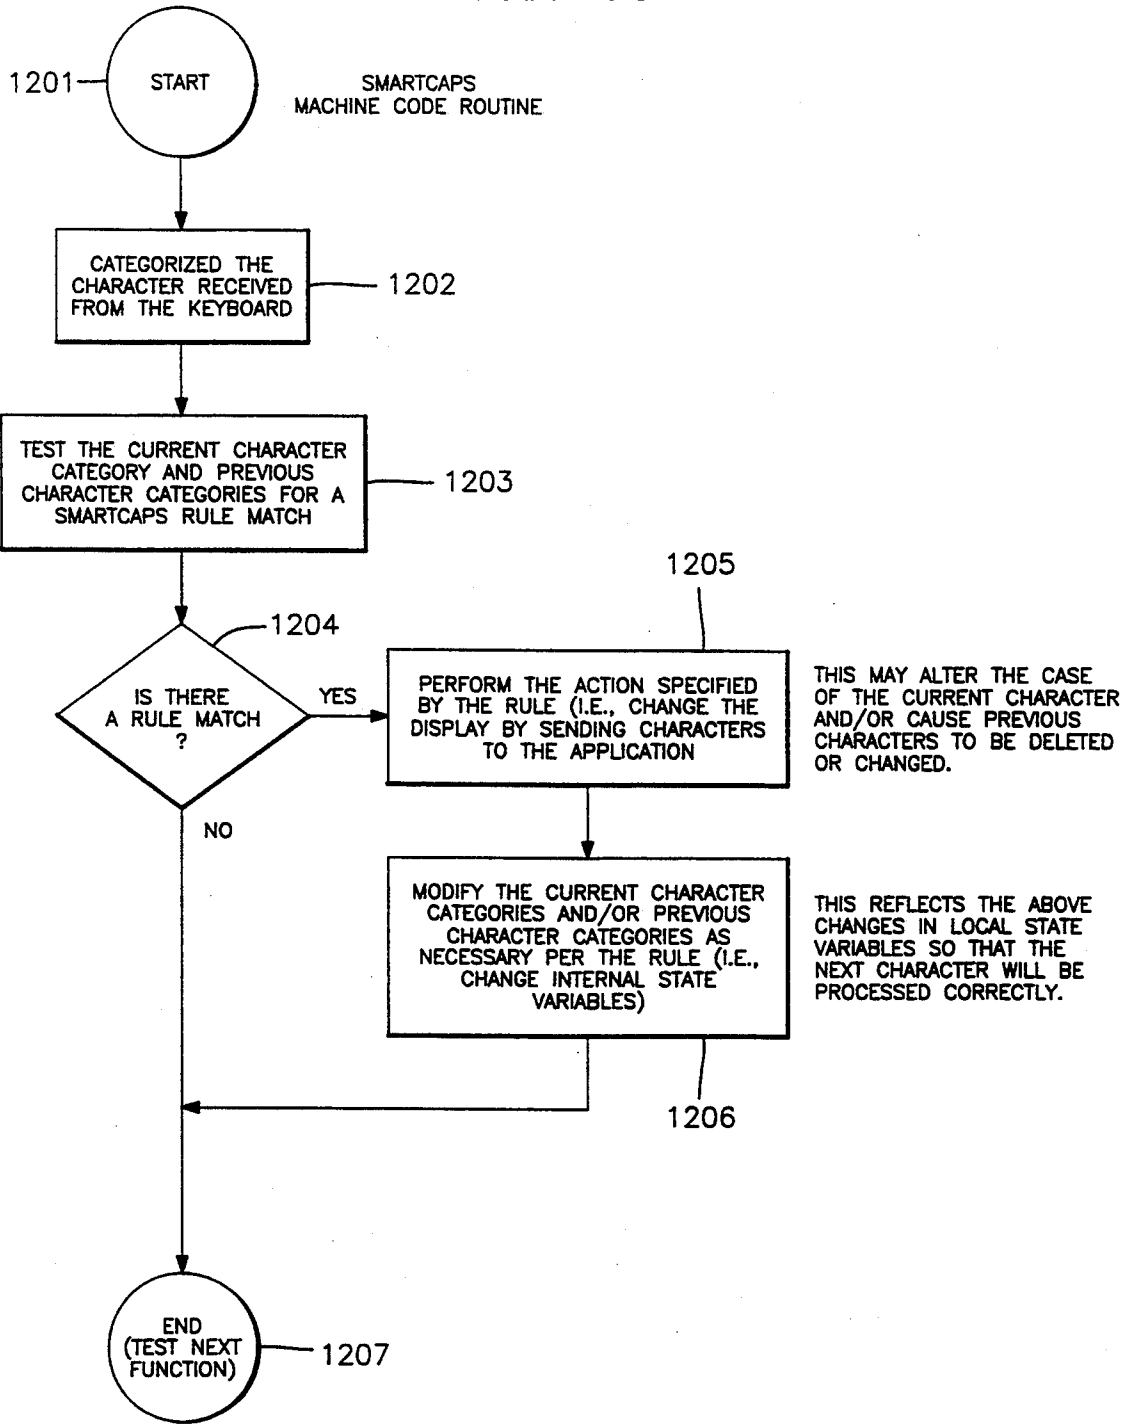 1201
START
SMARTCAPS
MACHINE CODE ROUTINE
CATEGORIZED THE
CHARACTER RECEIVED
FROM THE KEYBOARD
1202
TEST THE CURRENT CHARACTER
CATEGORY AND PREVIOUS
CHARACTER CATEGORIES FOR A
SMARTCAPS RULE MATCH
1203
1204
IS THERE
A RULE MATCH
?
YES
NO
1205
PERFORM THE ACTION SPECIFIED
BY THE RULE (I.E., CHANGE THE
DISPLAY BY SENDING CHARACTERS
TO THE APPLICATION
THIS MAY ALTER THE CASE
OF THE CURRENT CHARACTER
AND/OR CAUSE PREVIOUS
CHARACTERS TO BE DELETED
OR CHANGED.
MODIFY THE CURRENT CHARACTER
CATEGORIES AND/OR PREVIOUS
CHARACTER CATEGORIES AS
NECESSARY PER THE RULE (I.E.,
CHANGE INTERNAL STATE
VARIABLES)
THIS REFLECTS THE ABOVE
CHANGES IN LOCAL STATE
VARIABLES SO THAT THE
NEXT CHARACTER WILL BE
PROCESSED CORRECTLY.
1206
END
(TEST NEXT
FUNCTION)
1207